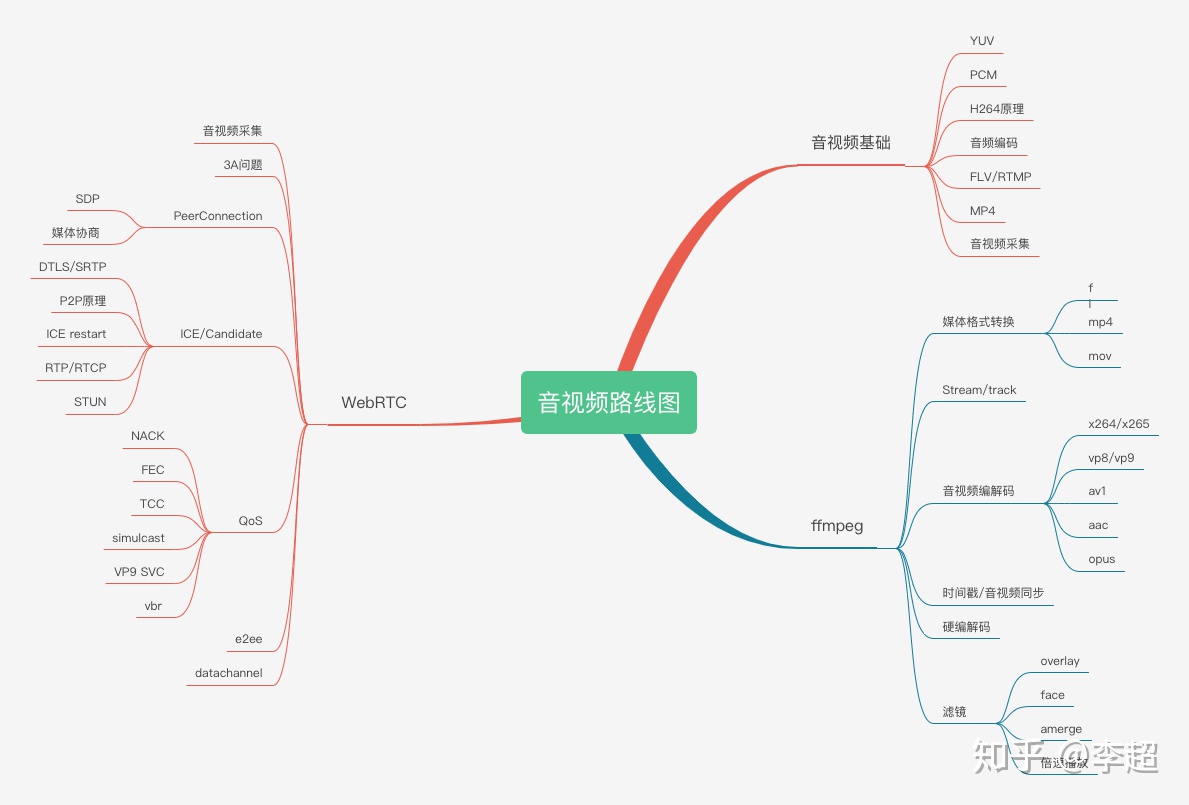 音视频路线图
音视频基础
YUV
PCM
H264原理
音频编码
FLV/RTMP
MP4
音视频采集
ffmpeg
媒体格式转换
f
l
mp4
mov
Stream/track
音视频编解码
x264/x265
vp8/vp9
av1
aac
opus
时间戳/音视频同步
硬编解码
滤镜
overlay
face
amerge
倍速播放
WebRTC
音视频采集
3A问题
PeerConnection
SDP
媒体协商
ICE/Candidate
DTLS/SRTP
P2P原理
ICE restart
RTP/RTCP
STUN
QoS
NACK
FEC
TCC
simulcast
VP9 SVC
vbr
e2ee
datachannel
知乎 @李超